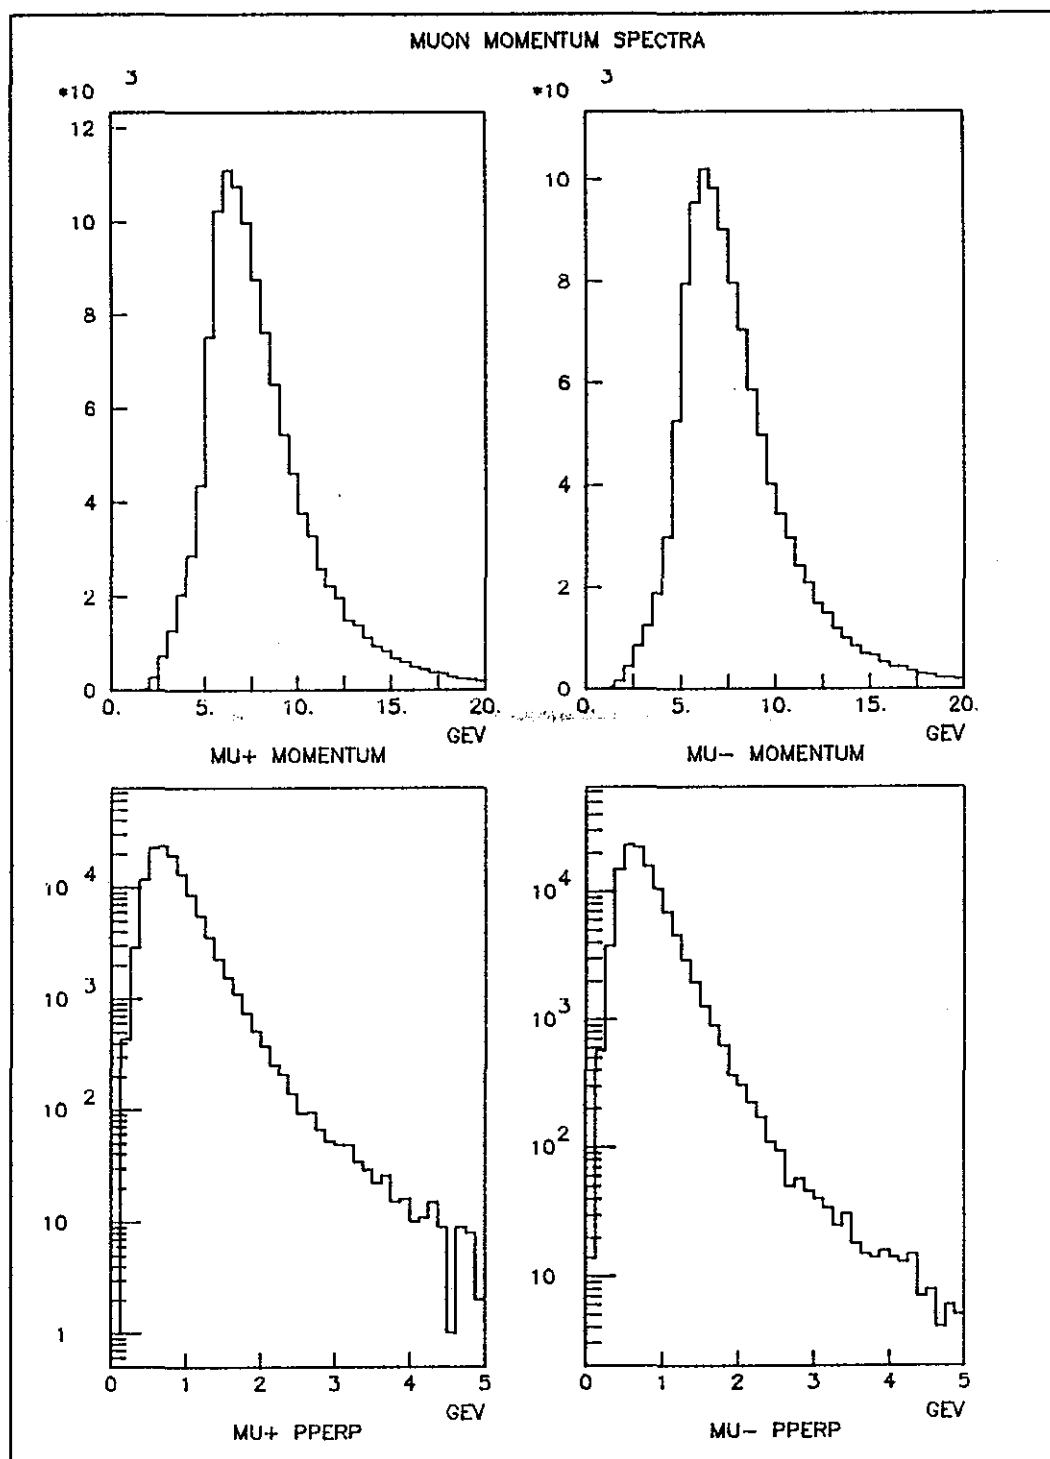 MUON MOMENTUM SPECTRA
*10 3
12
10
8
6
4
2
0
0. 5. 10. 15. 20.
GEV
MU+ MOMENTUM
*10 3
10
8
6
4
2
0
0. 5. 10. 15. 20.
GEV
MU- MOMENTUM
10 4
10 3
10 2
10
1
0 1 2 3 4 5
GEV
MU+ PPERP
10 4
10 3
10 2
10
0 1 2 3 4 5
GEV
MU- PPERP